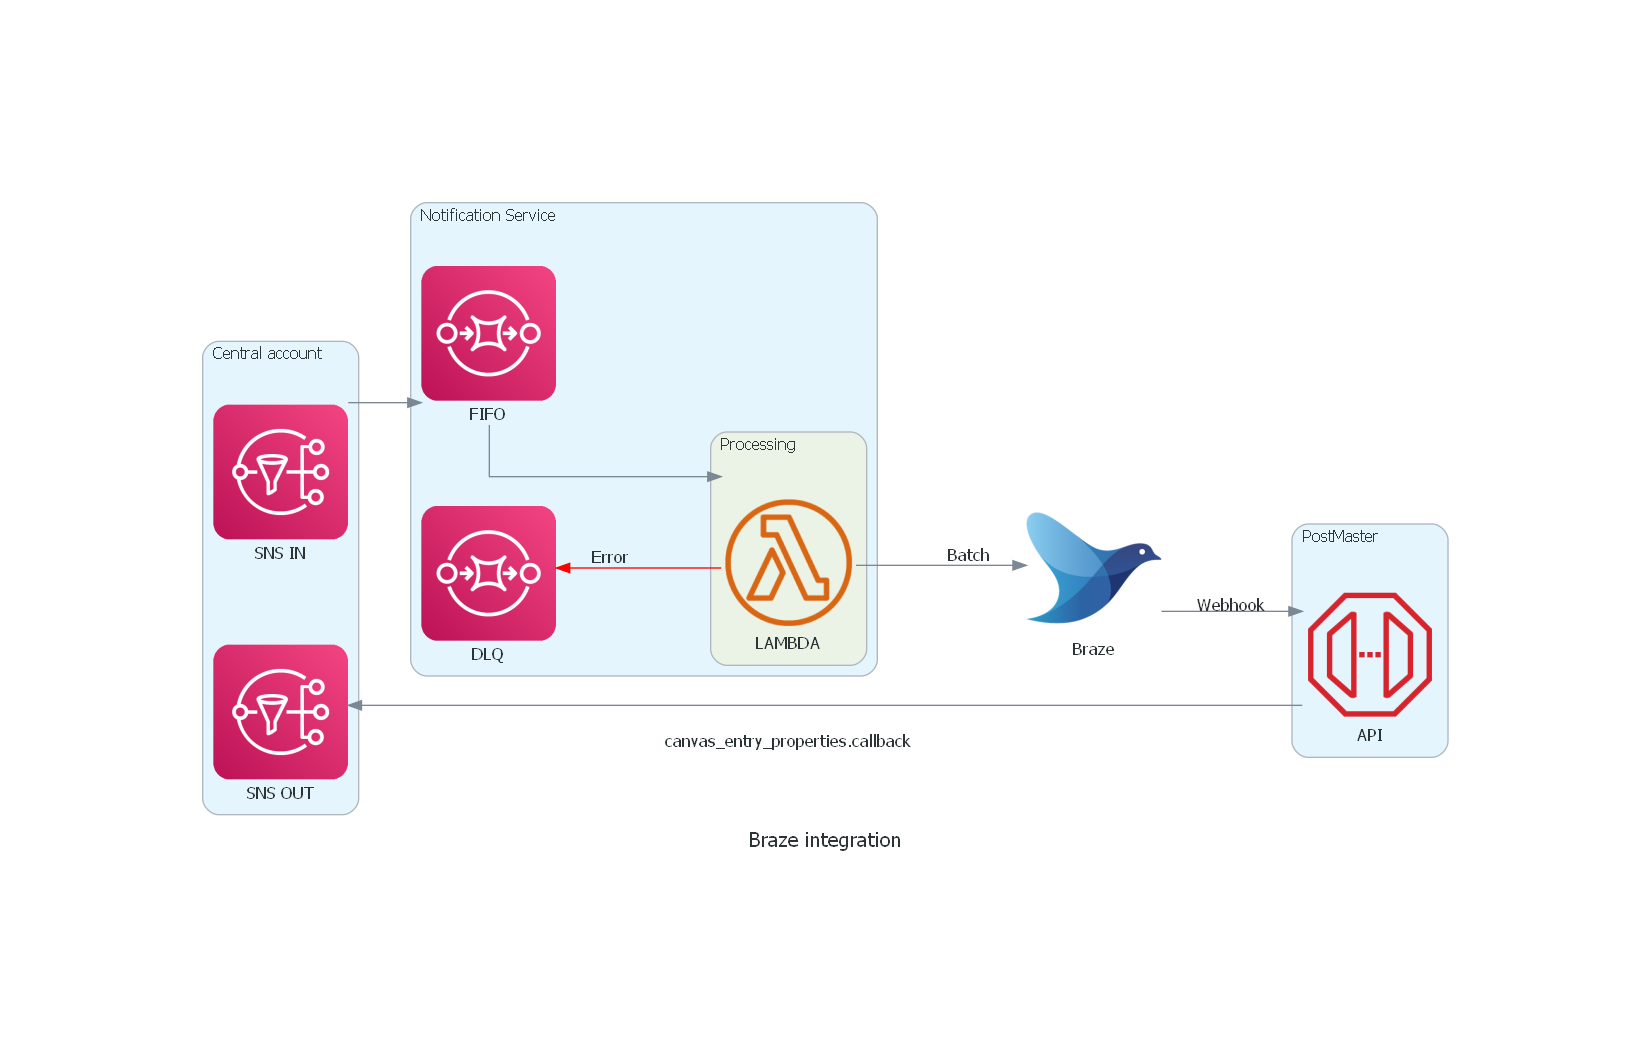 Notification Service
FIFO
Central account
SNS IN
Processing
LAMBDA
Error
DLQ
Batch
Braze
Webhook
PostMaster
API
SNS OUT
canvas_entry_properties.callback
Braze integration